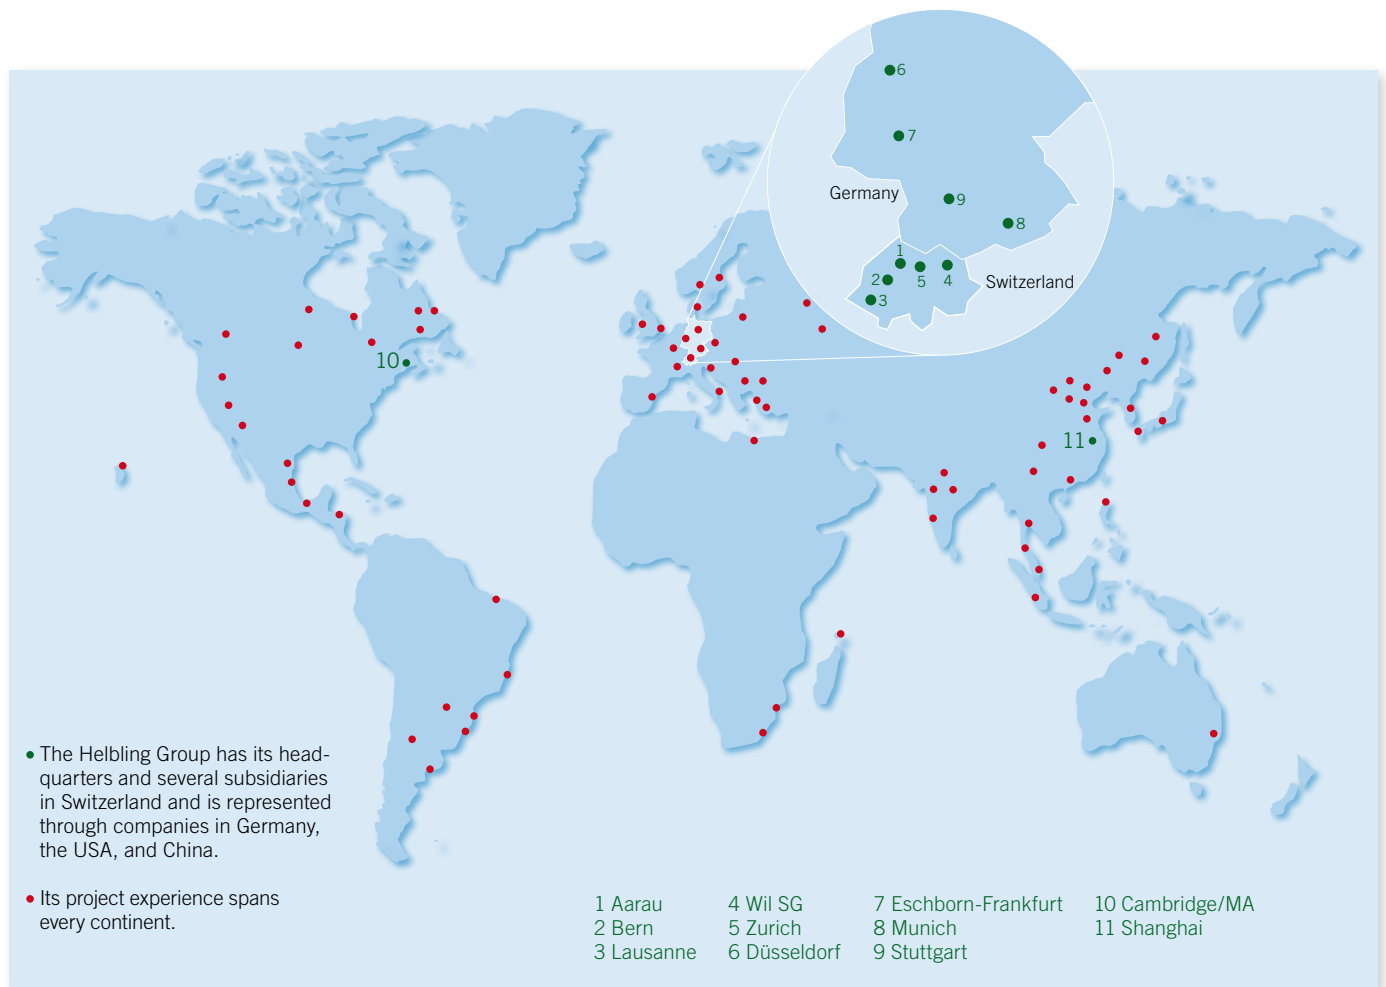 6
7
Germany
9
8
1
Switzerland
2
5
4
3
10
11
The Helbling Group has its head-
quarters and several subsidiaries
in Switzerland and is represented
through companies in Germany,
the USA, and China.
Its project experience spans
every continent.
1 Aarau
2 Bern
3 Lausanne
4 Wil SG
5 Zurich
6 Düsseldorf
7 Eschborn-Frankfurt
8 Munich
9 Stuttgart
10 Cambridge/MA
11 Shanghai